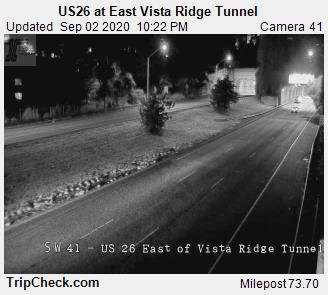 US26 at East Vista Ridge Tunnel
Updated Sep 02 2020 10:22 PM Camera 41
SW 41 - US 26 East of Vista Ridge Tunnel
TripCheck.com Milepost 73.70